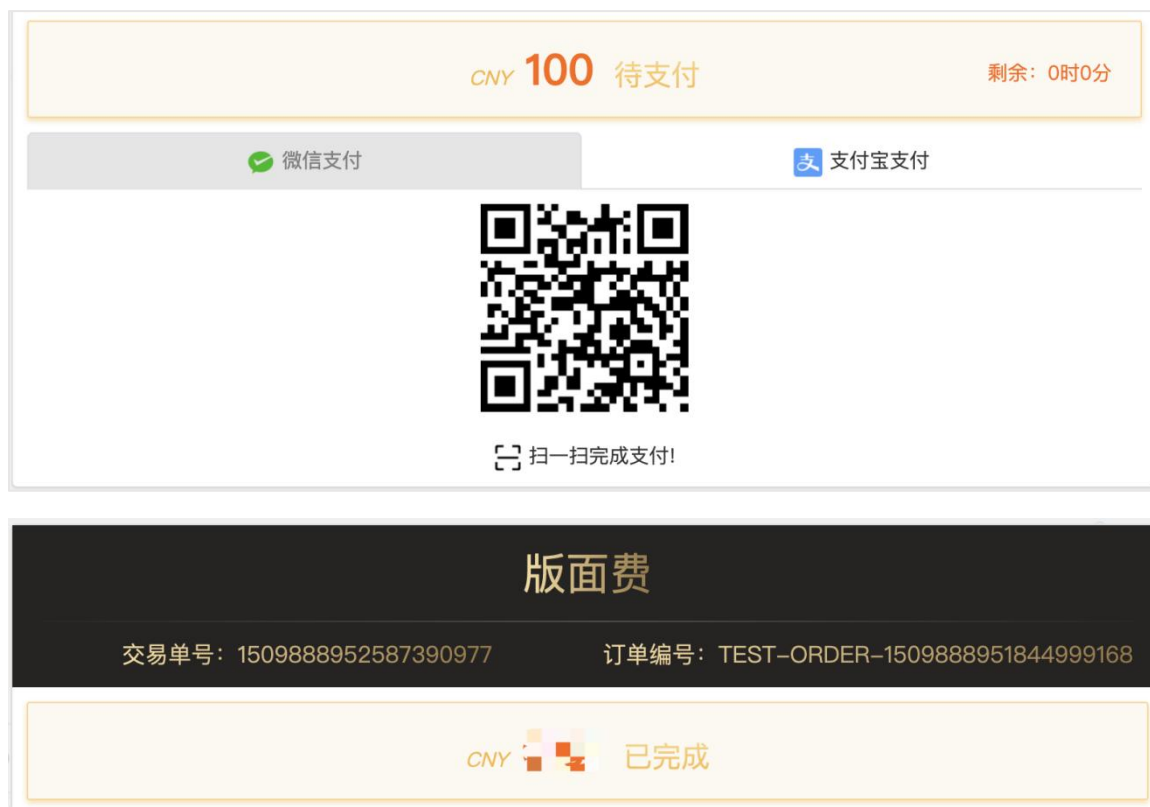 CNY 100 待支付 剩余：0时0分
微信支付 支付宝支付
扫一扫完成支付!
版面费
交易单号：1509888952587390977 订单编号：TEST-ORDER-1509888951844999168
CNY 已完成